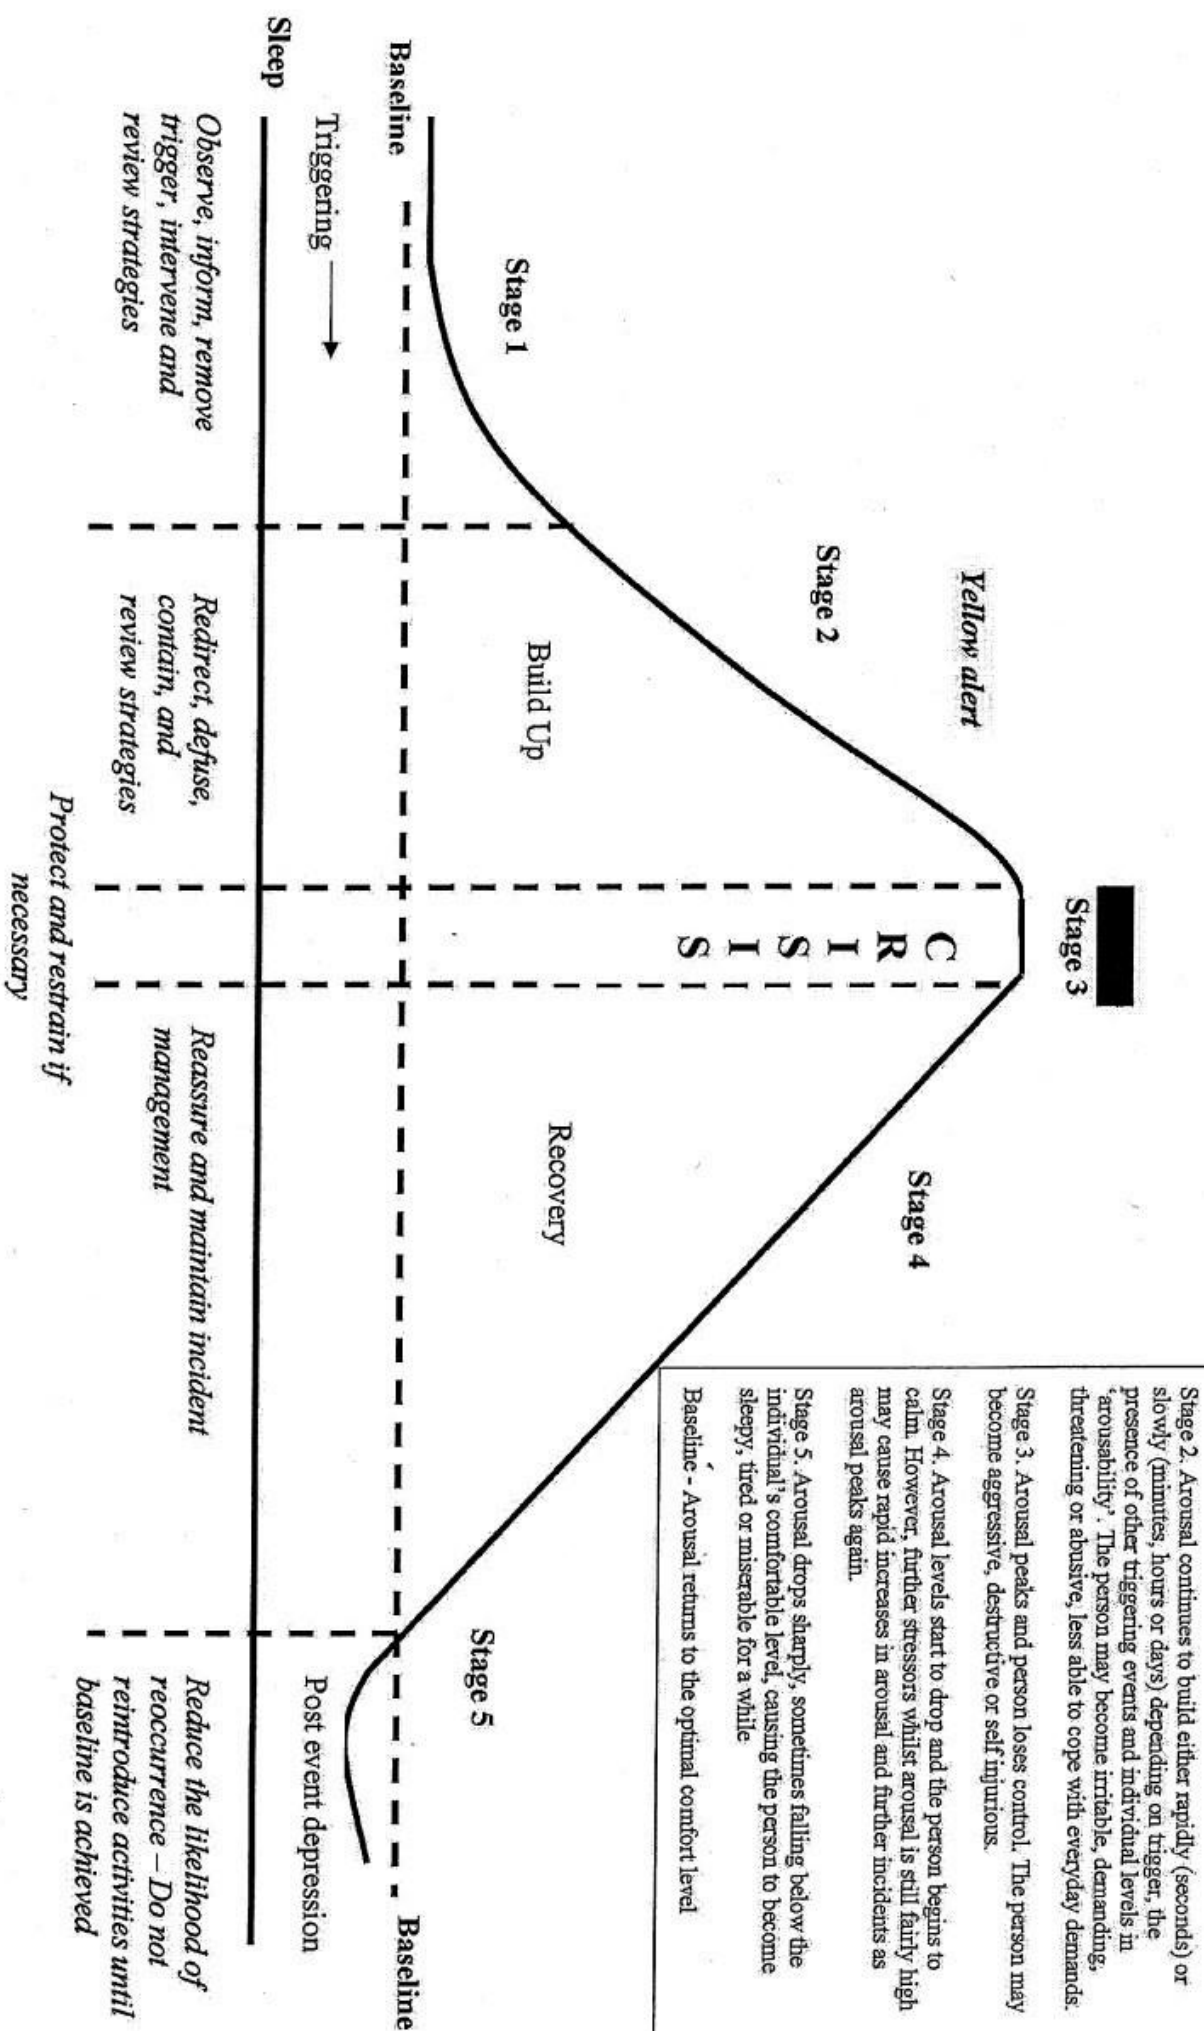 Stage 2. Arousal continues to build either rapidly (seconds) or
slowly (minutes, hours or days) depending on trigger, the
presence of other triggering events and individual levels in
'arousability'. The person may become irritable, demanding,
threatening or abusive, less able to cope with everyday demands.
Stage 3. Arousal peaks and person loses control. The person may
become aggressive, destructive or self injurious.
Stage 4. Arousal levels start to drop and the person begins to
calm. However, further stressors whilst arousal is still fairly high
may cause rapid increases in arousal and further incidents as
arousal peaks again.
Stage 5. Arousal drops sharply, sometimes falling below the
individual's comfortable level, causing the person to become
sleepy, tired or miserable for a while
Baseline - Arousal returns to the optimal comfort level
Stage 3
Yellow alert
Stage 2
Stage 4
CRISIS
Stage 1
Build Up
Recovery
Stage 5
Baseline
Baseline
Triggering
Post event depression
Sleep
Observe, inform, remove
trigger, intervene and
review strategies
Redirect, defuse,
contain, and
review strategies
Reassure and maintain incident
management
Reduce the likelihood of
reoccurrence – Do not
reintroduce activities until
baseline is achieved
Protect and restrain if
necessary